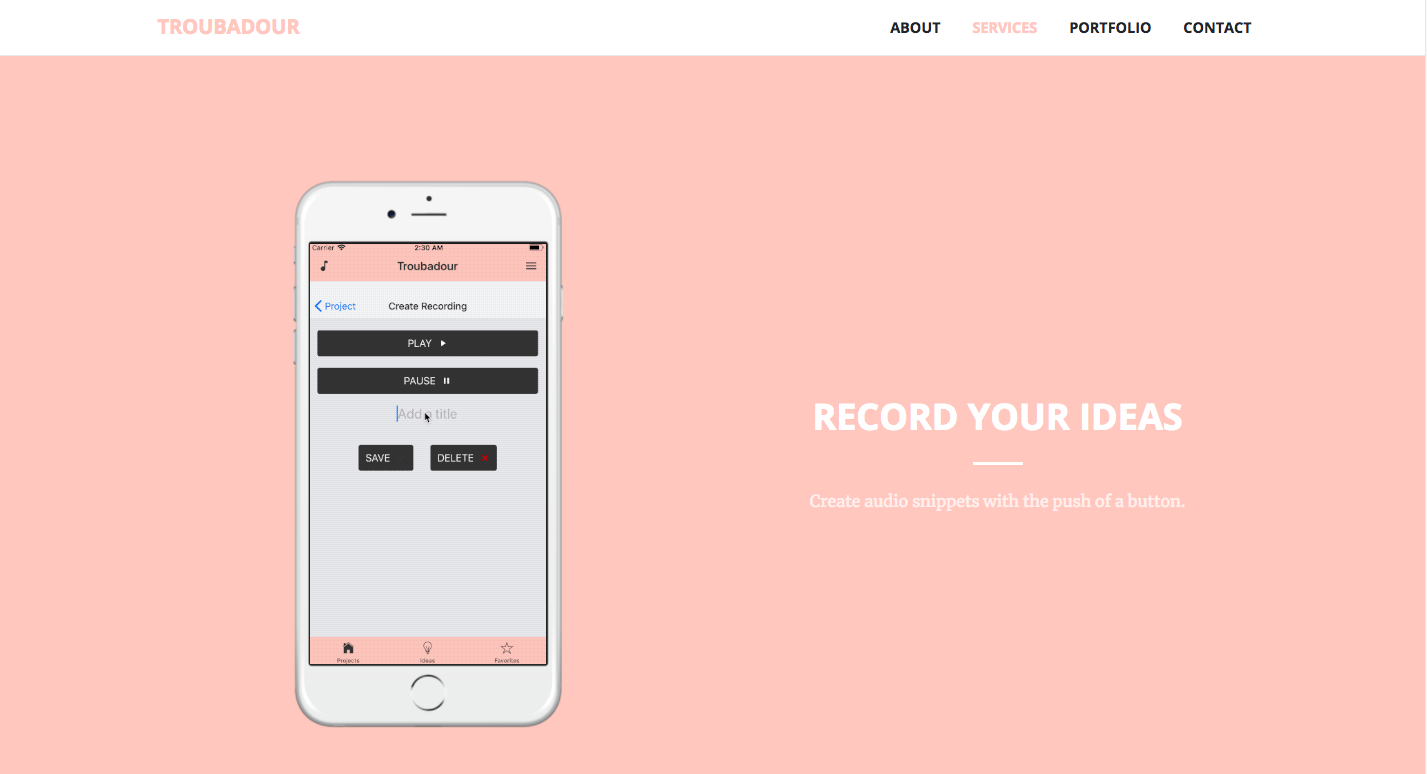 TROUBADOUR
ABOUT SERVICES PORTFOLIO CONTACT
Carrier 2:30 AM
Troubadour
Project Create Recording
PLAY
PAUSE
Add a title
SAVE DELETE
Projects Ideas Favorites
RECORD YOUR IDEAS
Create audio snippets with the push of a button.